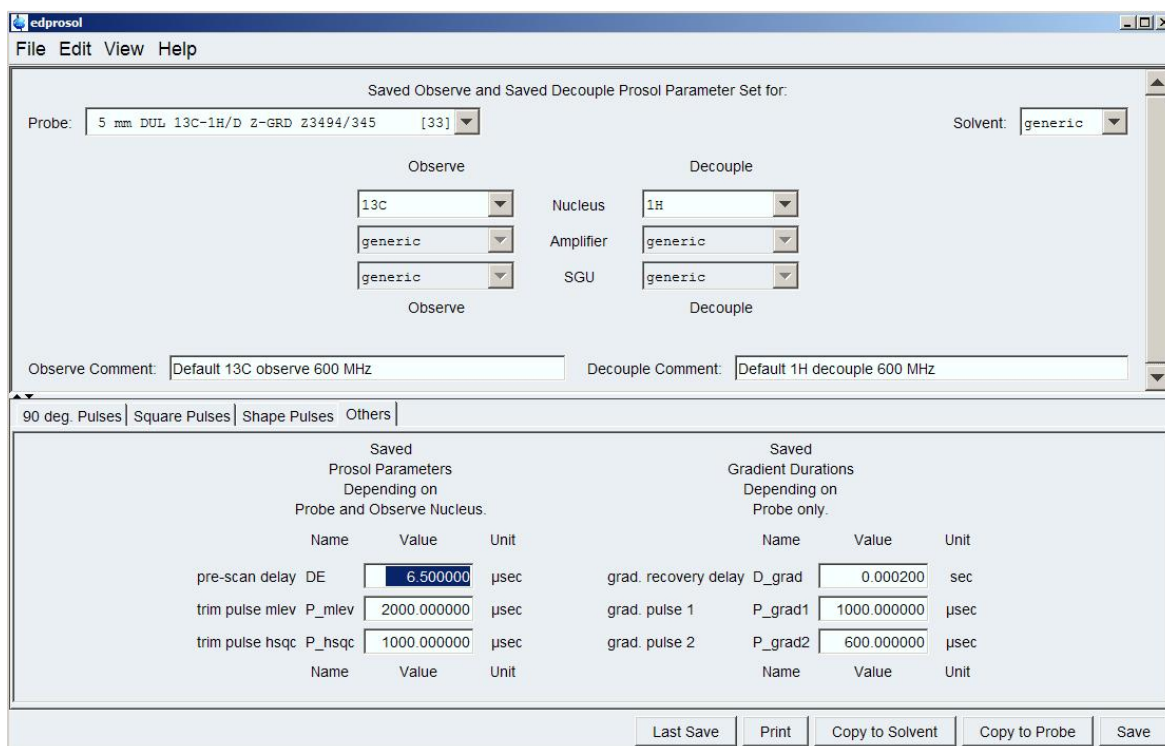 edprosol
File Edit View Help
Saved Observe and Saved Decouple Prosol Parameter Set for:
Probe: 5 mm DUL 13C-1H/D Z-GRD Z3494/345 [33] Solvent: generic
Observe Decouple
13C Nucleus 1H
generic Amplifier generic
generic SGU generic
Observe Decouple
Observe Comment: Default 13C observe 600 MHz Decouple Comment: Default 1H decouple 600 MHz
90 deg. Pulses Square Pulses Shape Pulses Others
Saved Saved
Prosol Parameters Gradient Durations
Depending on Depending on
Probe and Observe Nucleus. Probe only.
Name Value Unit Name Value Unit
pre-scan delay DE 6.500000 µsec grad. recovery delay D_grad 0.000200 sec
trim pulse mlev P_mlev 2000.000000 µsec grad. pulse 1 P_grad1 1000.000000 µsec
trim pulse hsqc P_hsqc 1000.000000 µsec grad. pulse 2 P_grad2 600.000000 µsec
Name Value Unit Name Value Unit
Last Save Print Copy to Solvent Copy to Probe Save